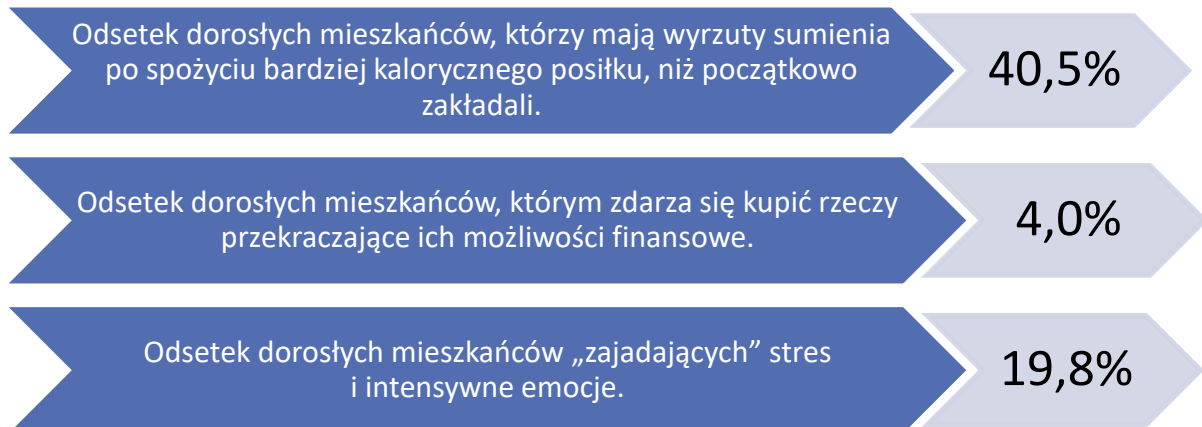 Odsetek dorosłych mieszkańców, którzy mają wyrzuty sumienia
po spożyciu bardziej kalorycznego posiłku, niż początkowo
zakładali.
40,5%
Odsetek dorosłych mieszkańców, którym zdarza się kupić rzeczy
przekraczające ich możliwości finansowe.
4,0%
Odsetek dorosłych mieszkańców „zajadających” stres
i intensywne emocje.
19,8%